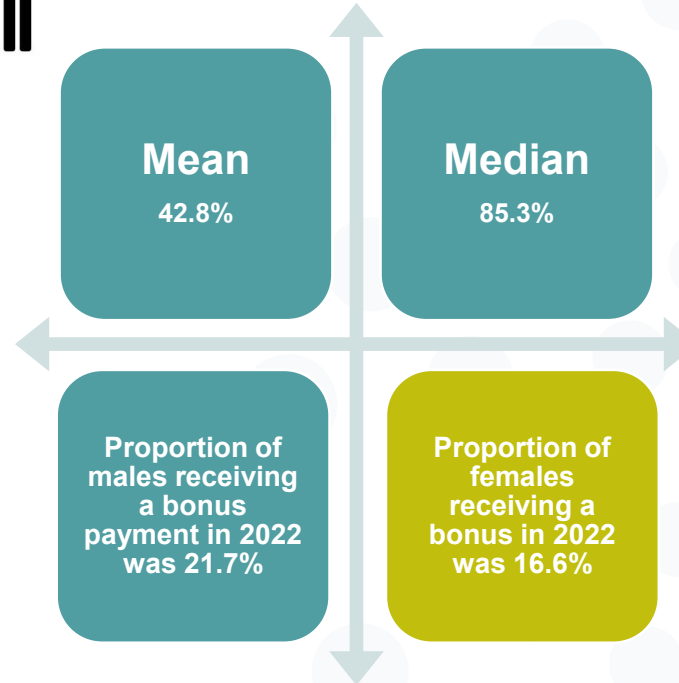 Mean
42.8%
Median
85.3%
Proportion of
males receiving
a bonus
payment in 2022
was 21.7%
Proportion of
females
receiving a
bonus in 2022
was 16.6%